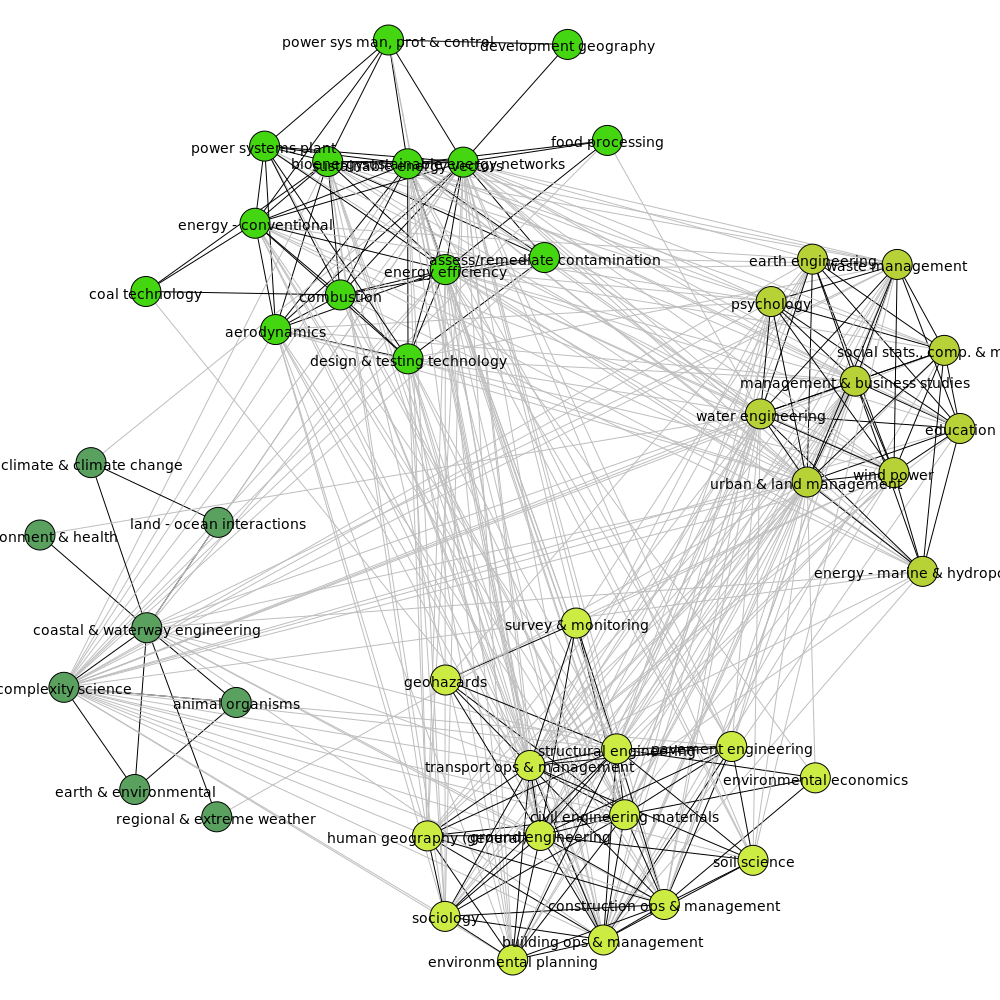 power sys man, prot & control
development geography
food processing
power systems plant
bioenergy
sustainable energy vectors
sustainable energy networks
energy - conventional
assess/remediate contamination
energy efficiency
coal technology
combustion
aerodynamics
design & testing technology
earth engineering
waste management
psychology
social stats., comp. & m
management & business studies
water engineering
education
wind power
urban & land management
energy - marine & hydropo
climate & climate change
land - ocean interactions
onment & health
coastal & waterway engineering
complexity science
animal organisms
earth & environmental
regional & extreme weather
survey & monitoring
geohazards
structural engineering
pavement engineering
transport ops & management
environmental economics
civil engineering materials
human geography (general)
ground engineering
soil science
construction ops & management
sociology
building ops & management
environmental planning